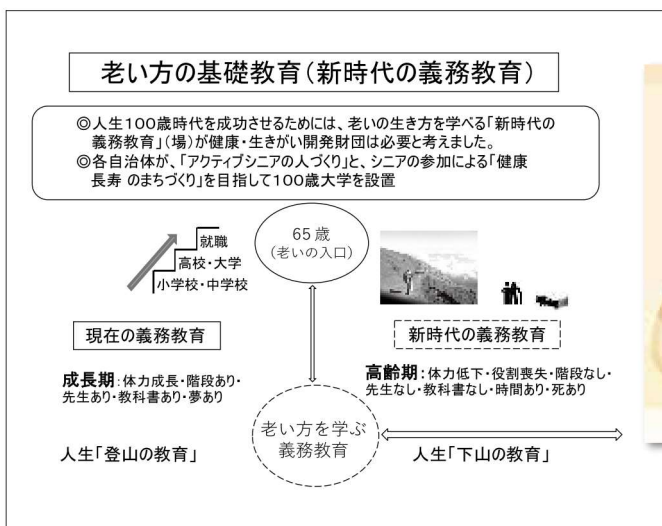 老い方の基礎教育(新時代の義務教育)
◎人生100歳時代を成功させるためには、老いの生き方を学べる「新時代の
義務教育」(場)が健康・生きがい開発財団は必要と考えました。
◎各自治体が、「アクティブシニアの人づくり」と、シニアの参加による「健康
長寿 のまちづくり」を目指して100歳大学を設置
65歳
(老いの入口)
就職
高校・大学
小学校・中学校
現在の義務教育
新時代の義務教育
成長期:体力成長・階段あり・
先生あり・教科書あり・夢あり
高齢期:体力低下・役割喪失・階段なし・
先生なし・教科書なし・時間あり・死あり
老い方を学ぶ
義務教育
人生「登山の教育」
人生「下山の教育」